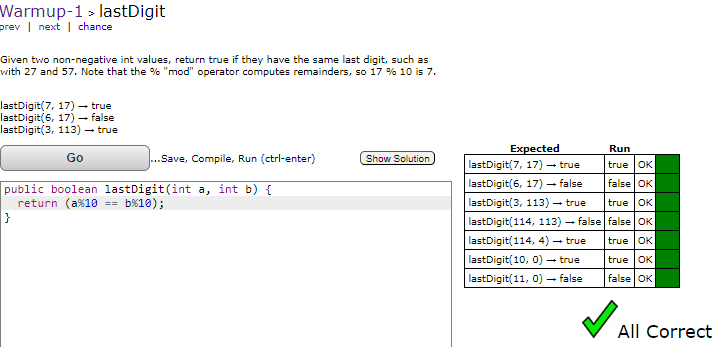 Warmup-1 > lastDigit
prev | next | chance
Given two non-negative int values, return true if they have the same last digit, such as
with 27 and 57. Note that the % "mod" operator computes remainders, so 17 % 10 is 7.
lastDigit(7, 17) → true
lastDigit(6, 17) → false
lastDigit(3, 113) → true
Go
...Save, Compile, Run (ctrl-enter)
Show Solution
public boolean lastDigit(int a, int b) {
  return (a%10 == b%10);
}
Expected Run
lastDigit(7, 17) → true true OK
lastDigit(6, 17) → false false OK
lastDigit(3, 113) → true true OK
lastDigit(114, 113) → false false OK
lastDigit(114, 4) → true true OK
lastDigit(10, 0) → true true OK
lastDigit(11, 0) → false false OK
All Correct